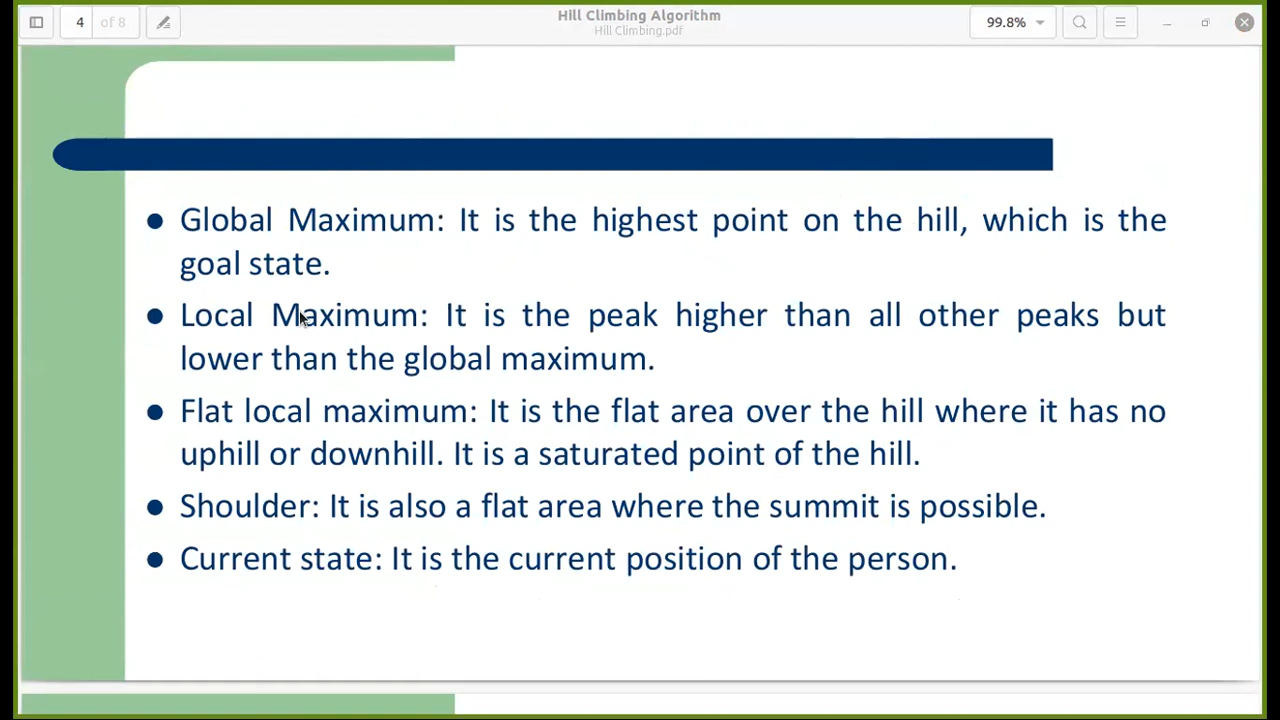 4 of 8
Hill Climbing Algorithm
Hill Climbing.pdf
99.8%
● Global Maximum: It is the highest point on the hill, which is the
goal state.
● Local Maximum: It is the peak higher than all other peaks but
lower than the global maximum.
● Flat local maximum: It is the flat area over the hill where it has no
uphill or downhill. It is a saturated point of the hill.
● Shoulder: It is also a flat area where the summit is possible.
● Current state: It is the current position of the person.